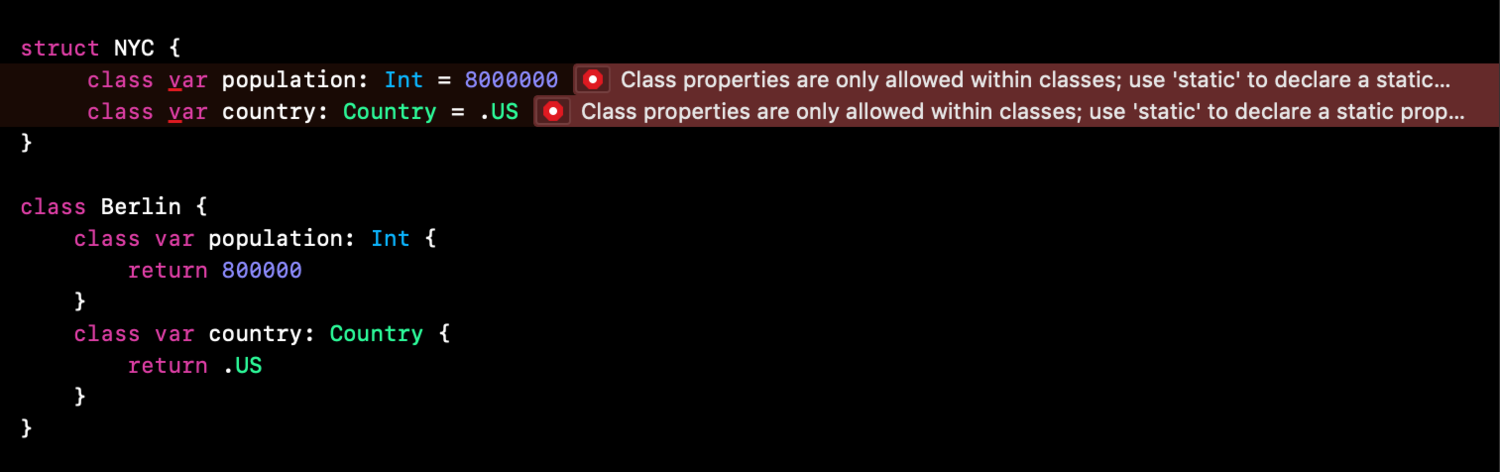 struct NYC {
class var population: Int = 8000000 Class properties are only allowed within classes; use 'static' to declare a static...
class var country: Country = .US Class properties are only allowed within classes; use 'static' to declare a static prop...
}
class Berlin {
class var population: Int {
return 800000
}
class var country: Country {
return .US
}
}